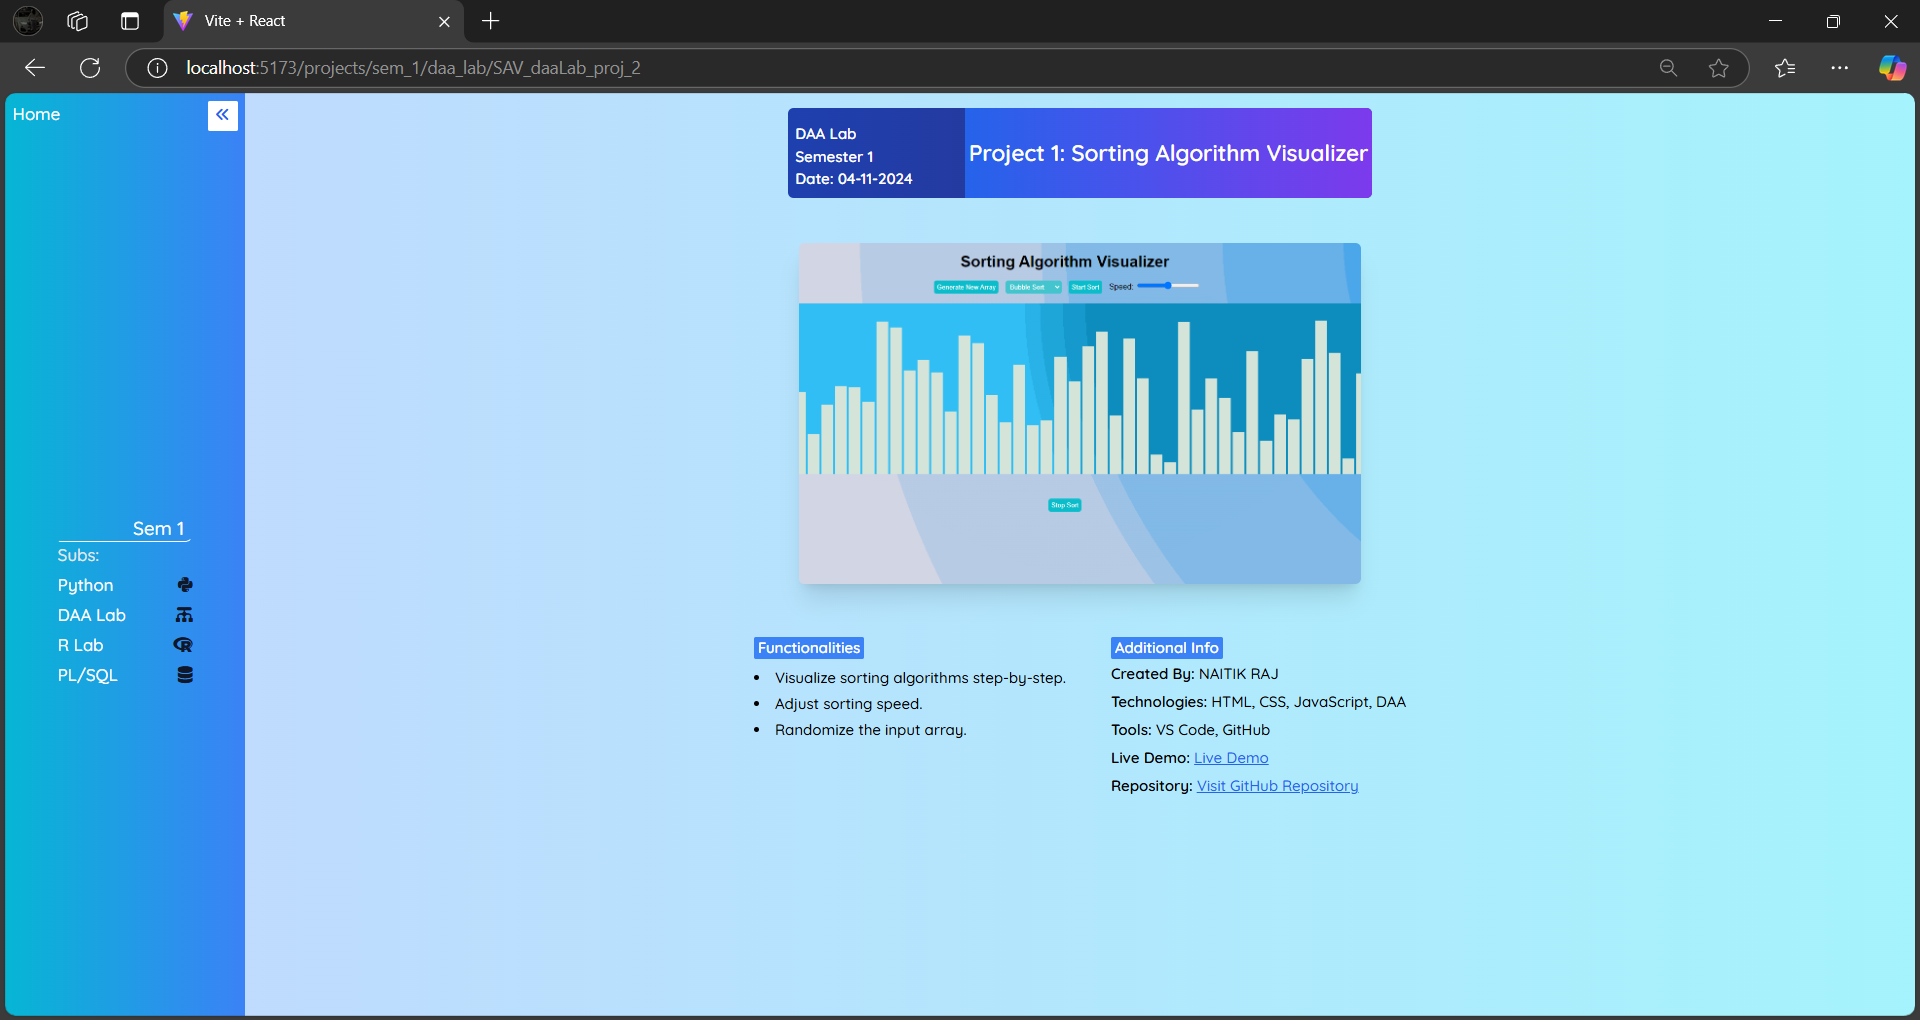 Vite + React
localhost:5173/projects/sem_1/daa_lab/SAV_daaLab_proj_2
Home
Sem 1
Subs:
Python
DAA Lab
R Lab
PL/SQL
DAA Lab
Semester 1
Date: 04-11-2024
Project 1: Sorting Algorithm Visualizer
Sorting Algorithm Visualizer
Generate New Array Bubble Sort Start Sort Speed:
Stop Sort
Functionalities
• Visualize sorting algorithms step-by-step.
• Adjust sorting speed.
• Randomize the input array.
Additional Info
Created By: NAITIK RAJ
Technologies: HTML, CSS, JavaScript, DAA
Tools: VS Code, GitHub
Live Demo: Live Demo
Repository: Visit GitHub Repository